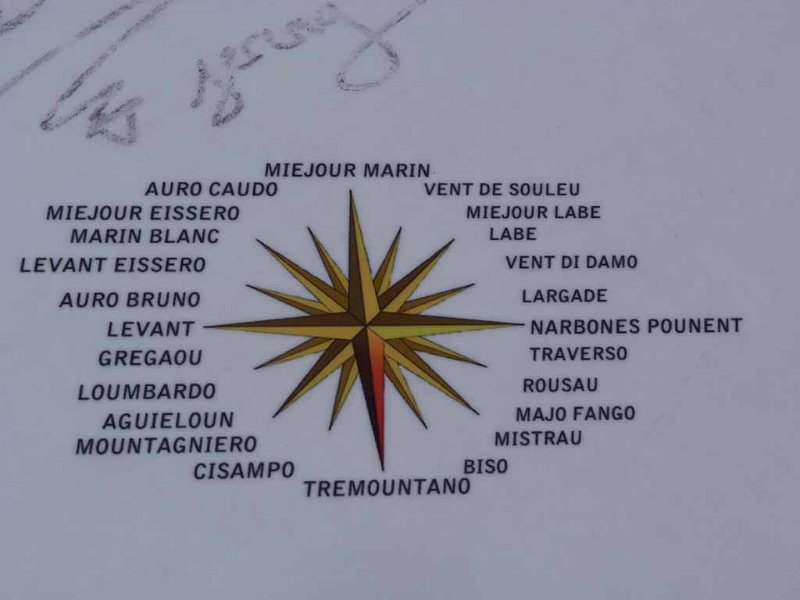 MIEJOUR MARIN
AURO CAUDO
VENT DE SOULEU
MIEJOUR EISSERO
MIEJOUR LABE
MARIN BLANC
LABE
LEVANT EISSERO
VENT DI DAMO
AURO BRUNO
LARGADE
LEVANT
NARBONES POUNENT
GREGAOU
TRAVERSO
LOUMBARDO
ROUSAU
AGUIELOUN
MAJO FANGO
MOUNTAGNIERO
MISTRAU
CISAMPO
BISO
TREMOUNTANO